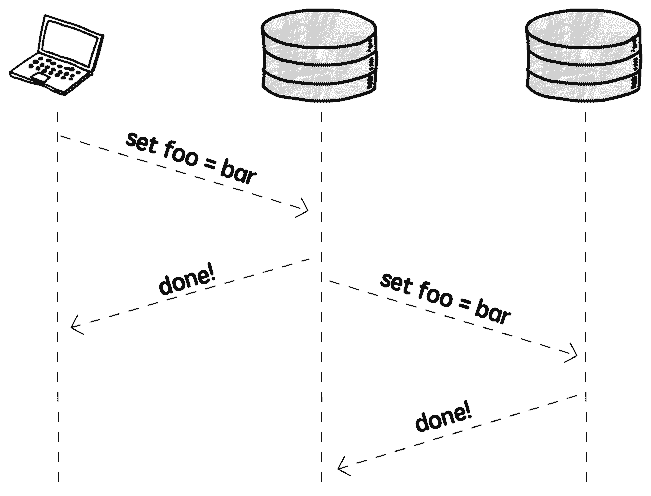 set foo = bar
done!
set foo = bar
done!